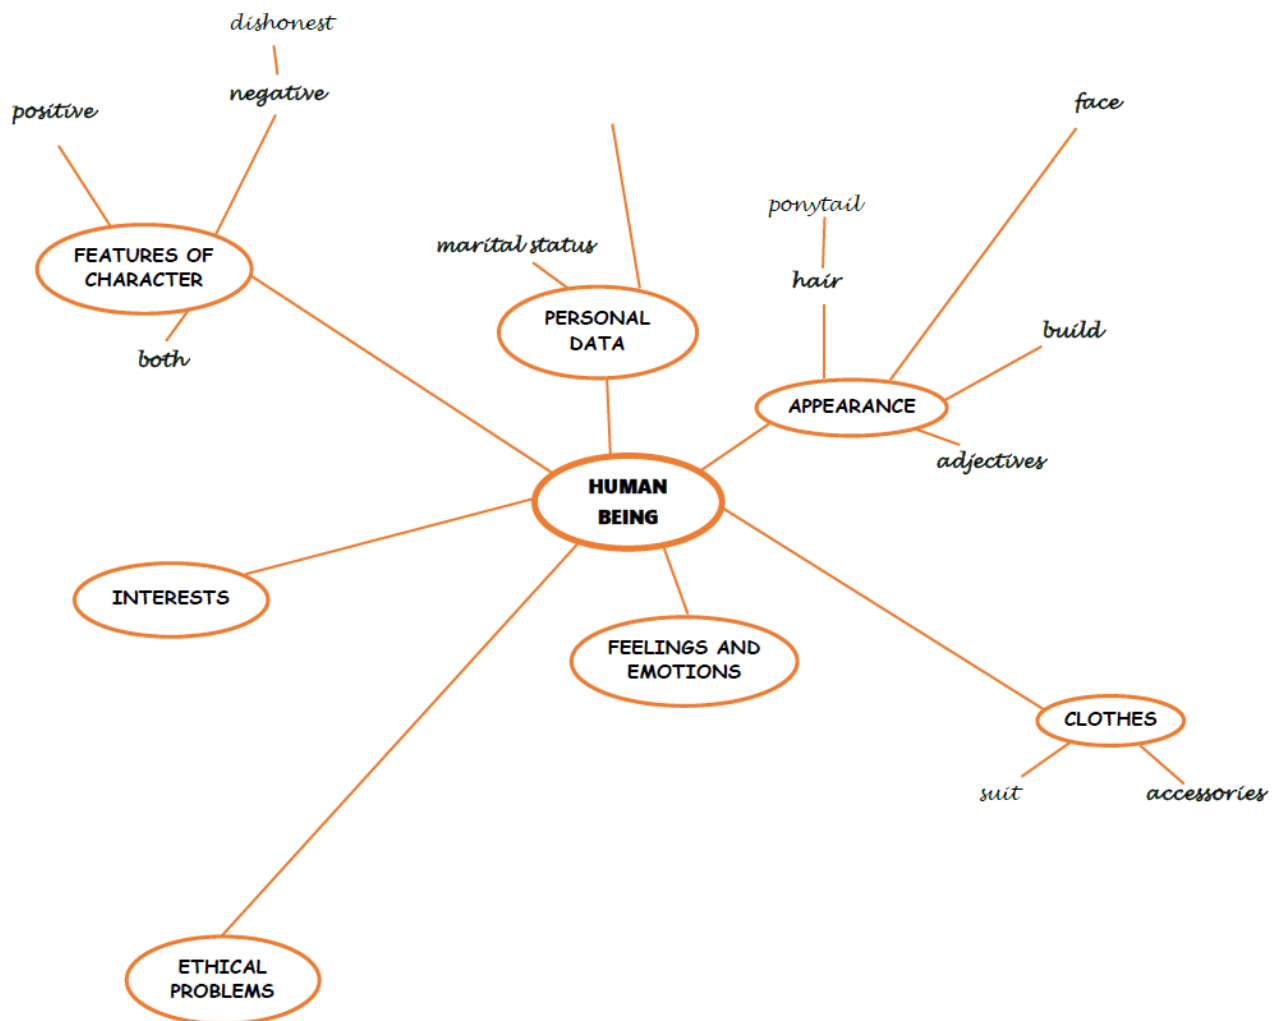 dishonest
negative
positive
face
ponytail
marital status
FEATURES OF
CHARACTER
hair
PERSONAL
DATA
build
both
APPEARANCE
adjectives
HUMAN
BEING
INTERESTS
FEELINGS AND
EMOTIONS
CLOTHES
suit
accessories
ETHICAL
PROBLEMS